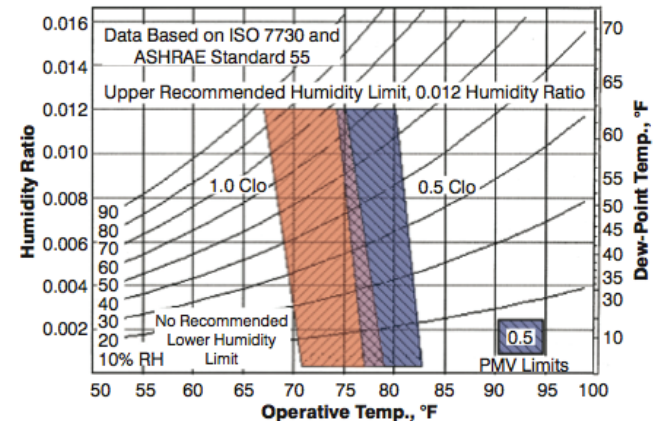 Data Based on ISO 7730 and
ASHRAE Standard 55
Upper Recommended Humidity Limit, 0.012 Humidity Ratio
1.0 Clo
0.5 Clo
No Recommended
Lower Humidity
Limit
0.5
PMV Limits
Humidity Ratio
0.016
0.014
0.012
0.010
0.008
0.006
0.004
0.002
90
80
70
60
50
40
30
20
10% RH
Dew-Point Temp., °F
70
65
60
55
50
45
40
35
30
10
50 55 60 65 70 75 80 85 90 95 100
Operative Temp., °F